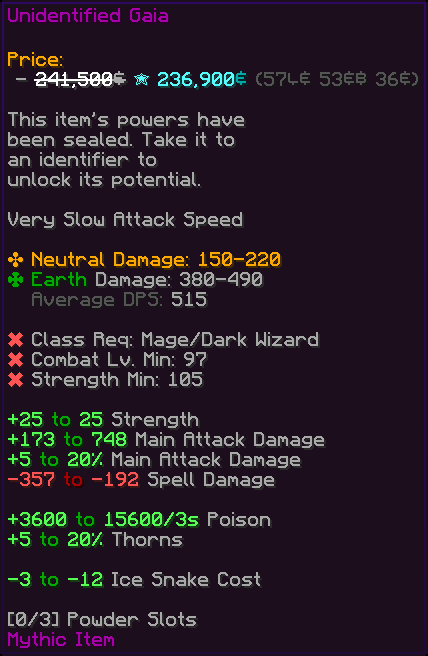 Unidentified Gaia
Price:
- 241,500² ✮ 236,900² (57¼² 53²½ 36²)
This item's powers have
been sealed. Take it to
an identifier to
unlock its potential.
Very Slow Attack Speed
✣ Neutral Damage: 150-220
✤ Earth Damage: 380-490
Average DPS: 515
✖ Class Req: Mage/Dark Wizard
✖ Combat Lv. Min: 97
✖ Strength Min: 105
+25 to 25 Strength
+173 to 748 Main Attack Damage
+5 to 20% Main Attack Damage
-357 to -192 Spell Damage
+3600 to 15600/3s Poison
+5 to 20% Thorns
-3 to -12 Ice Snake Cost
[0/3] Powder Slots
Mythic Item